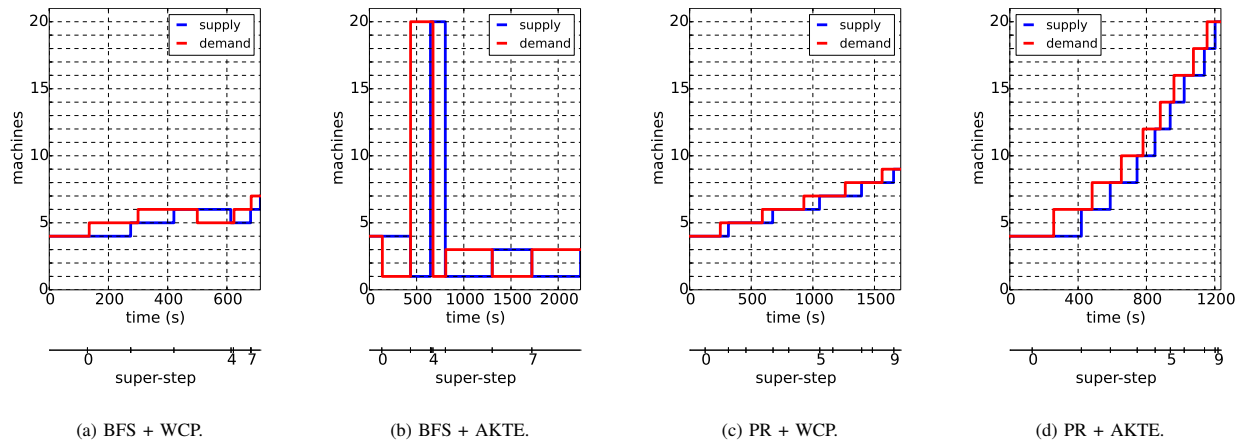 supply
demand
machines
20
15
10
5
0
0 200 400 600
time (s)
0 4 7
super-step
(a) BFS + WCP.
supply
demand
machines
20
15
10
5
0
0 500 1000 1500 2000
time (s)
0 4 7
super-step
(b) BFS + AKTE.
supply
demand
machines
20
15
10
5
0
0 500 1000 1500
time (s)
0 5 9
super-step
(c) PR + WCP.
supply
demand
machines
20
15
10
5
0
0 400 800 1200
time (s)
0 5 9
super-step
(d) PR + AKTE.